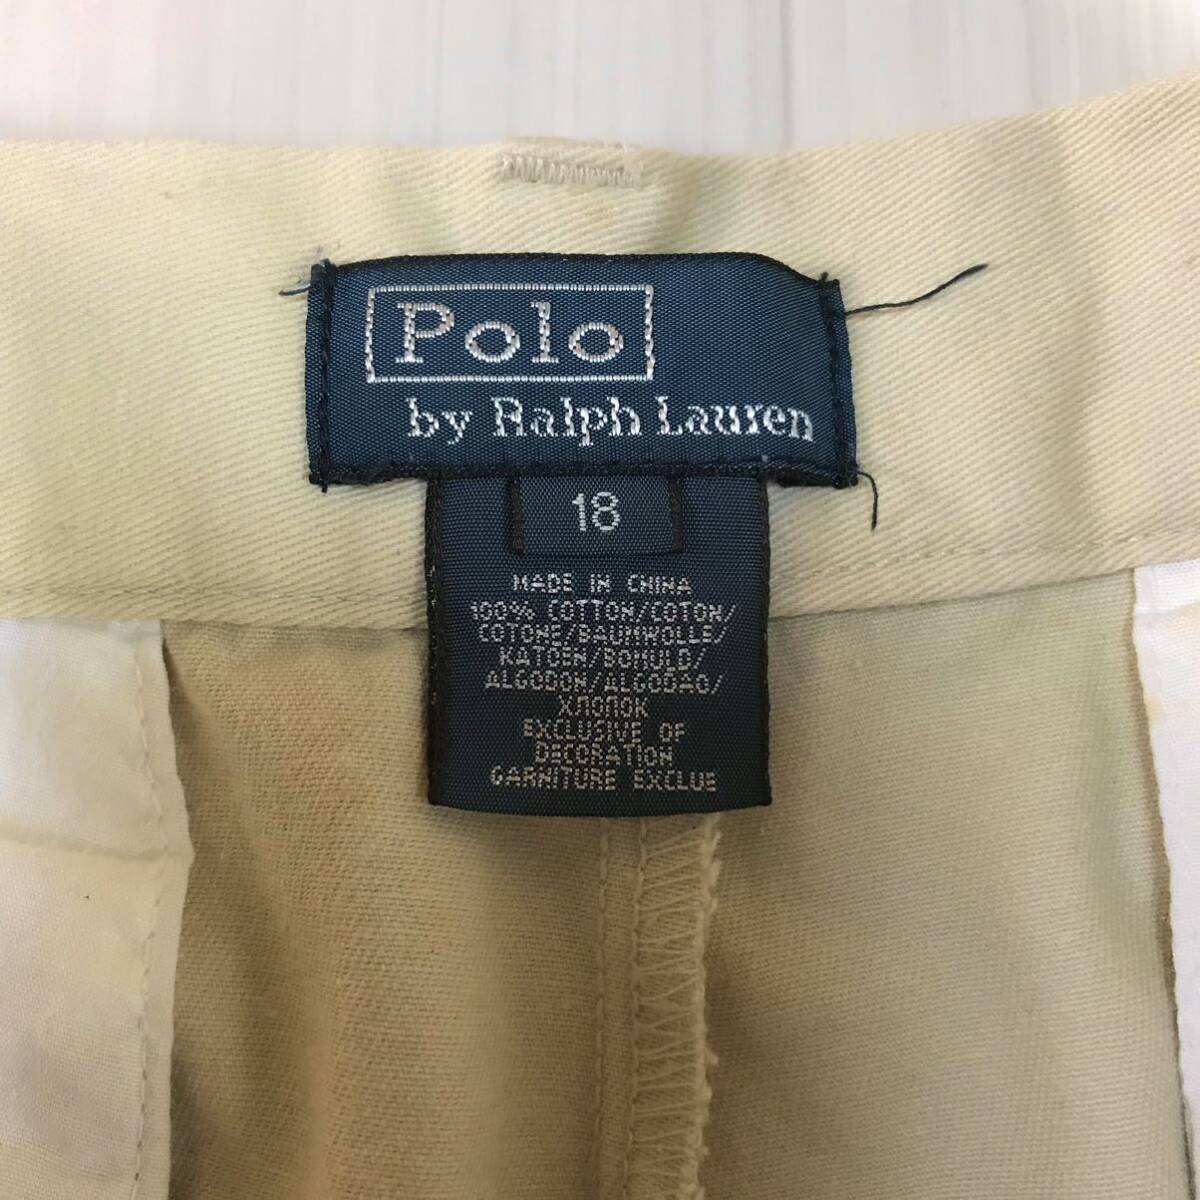 Polo
by Ralph Lauren
18
MADE IN CHINA
100% COTTON/COTON/
COTONE/BAUMWOLLE/
KATOEN/BOMULD/
ALGODON/ALGODAO/
ХЛОПОК
EXCLUSIVE OF
DECORATION
GARNITURE EXCLUE